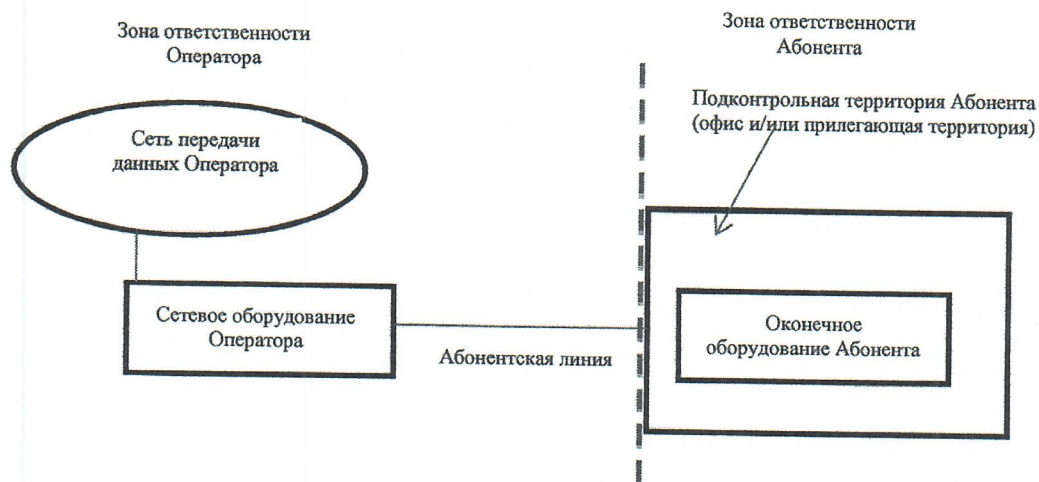 Зона ответственности
Оператора
Зона ответственности
Абонента
Подконтрольная территория Абонента
(офис и/или прилегающая территория)
Сеть передачи
данных Оператора
Сетевое оборудование
Оператора
Абонентская линия
Оконечное
оборудование Абонента